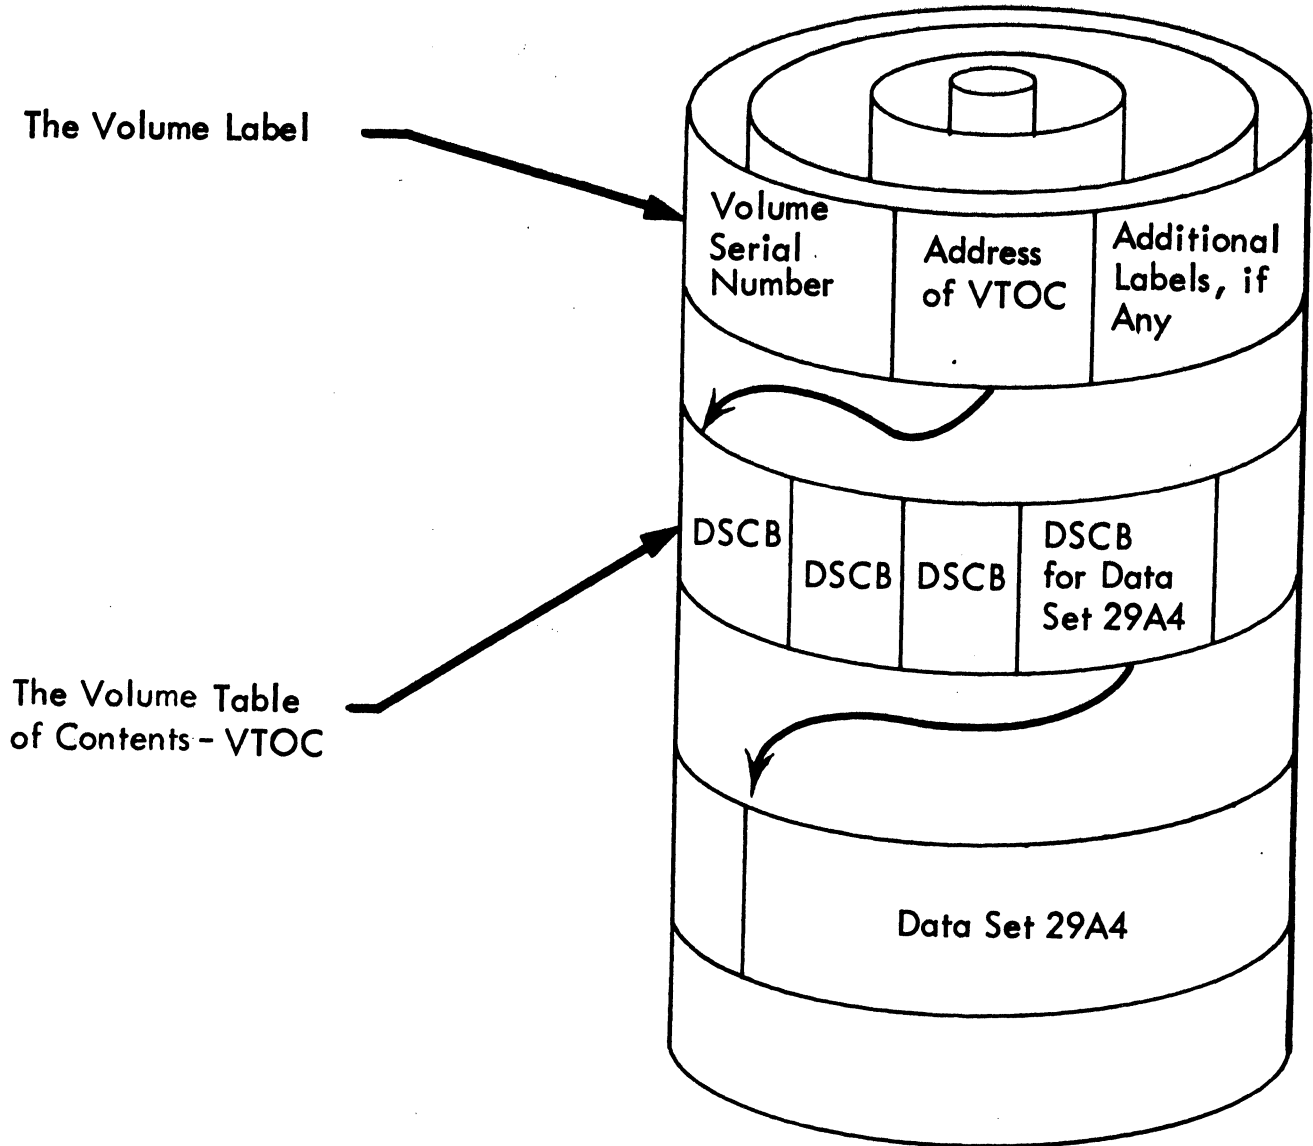 The Volume Label
Volume
Serial
Number
Address
of VTOC
Additional
Labels, if
Any
DSCB
DSCB
DSCB
DSCB
for Data
Set 29A4
The Volume Table
of Contents - VTOC
Data Set 29A4